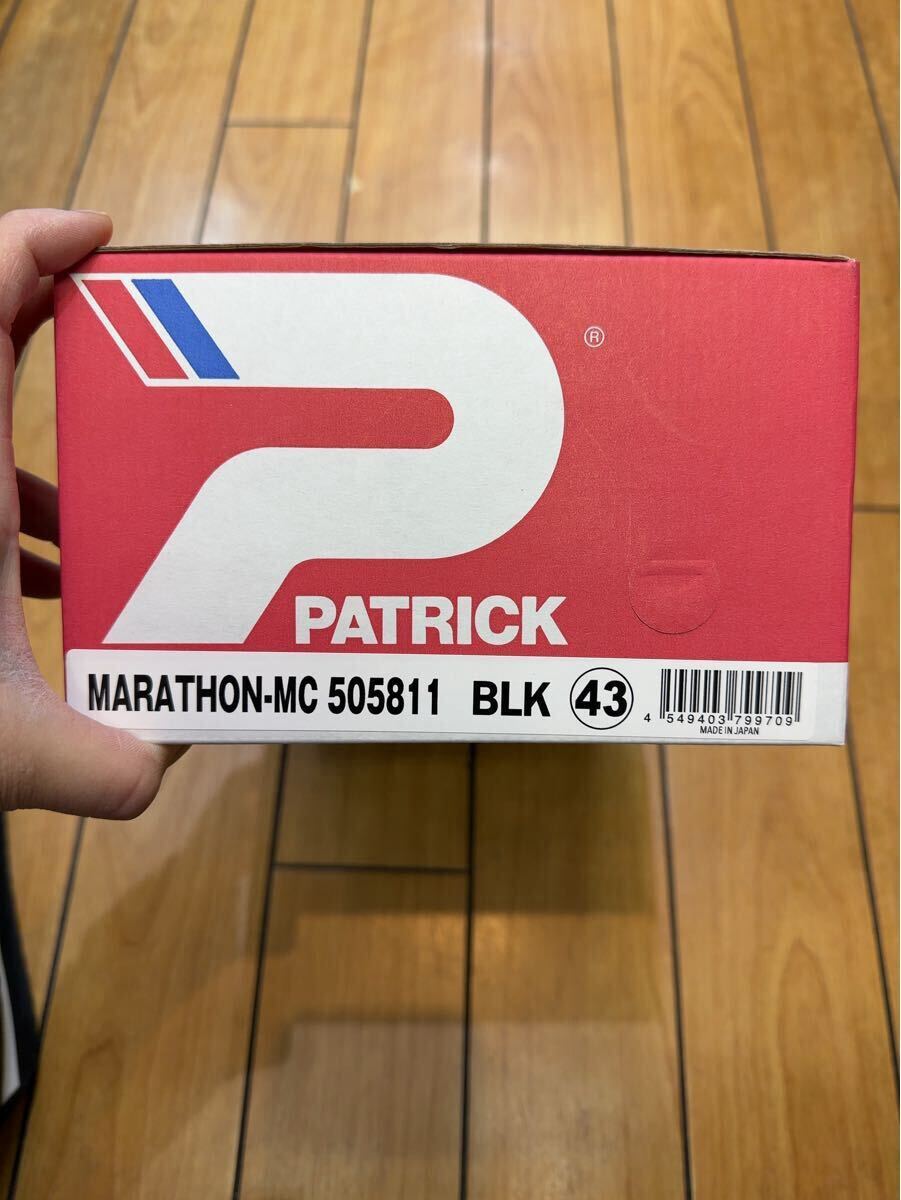 ®
PATRICK
MARATHON-MC 505811 BLK 43
4 549403 799709
MADE IN JAPAN